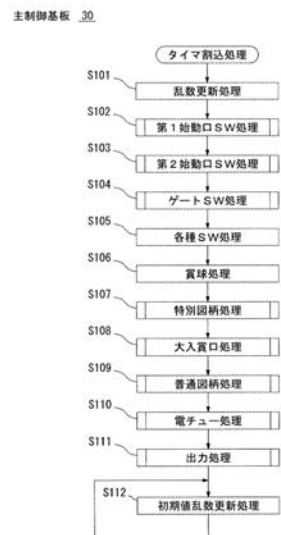 主制御基板 30
タイマ割込処理
S101
乱数更新処理
S102
第1始動口SW処理
S103
第2始動口SW処理
S104
ゲートSW処理
S105
各種SW処理
S106
賞球処理
S107
特別図柄処理
S108
大入賞口処理
S109
普通図柄処理
S110
電チュー処理
S111
出力処理
S112
初期値乱数更新処理